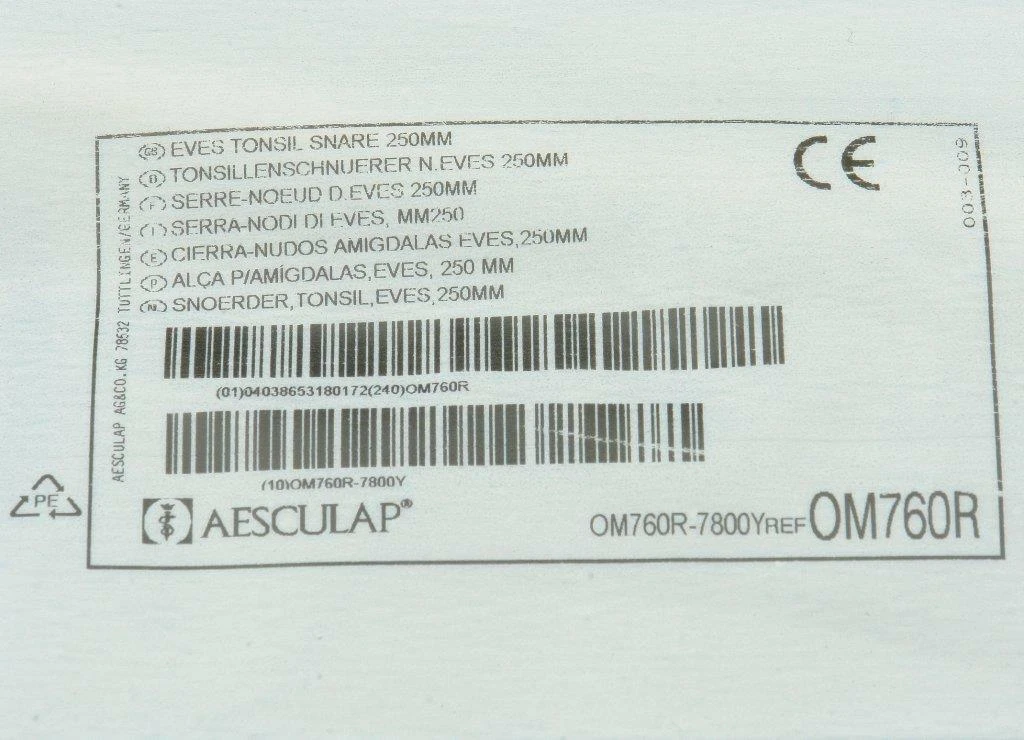 GB EVES TONSIL SNARE 250MM
D TONSILLENSCHNUERER N.EVES 250MM
F SERRE-NOEUD D.EVES 250MM
I SERRA-NODI DI EVES, MM250
E CIERRA-NUDOS AMIGDALAS EVES,250MM
P ALÇA P/AMÍGDALAS,EVES, 250 MM
NL SNOERDER,TONSIL,EVES,250MM
CE
003-009
AESCULAP AG&CO.KG 78532 TUTTLINGEN/GERMANY
(01)04038653180172(240)OM760R
(10)OM760R-7800Y
PE
AESCULAP®
OM760R-7800Y REF OM760R